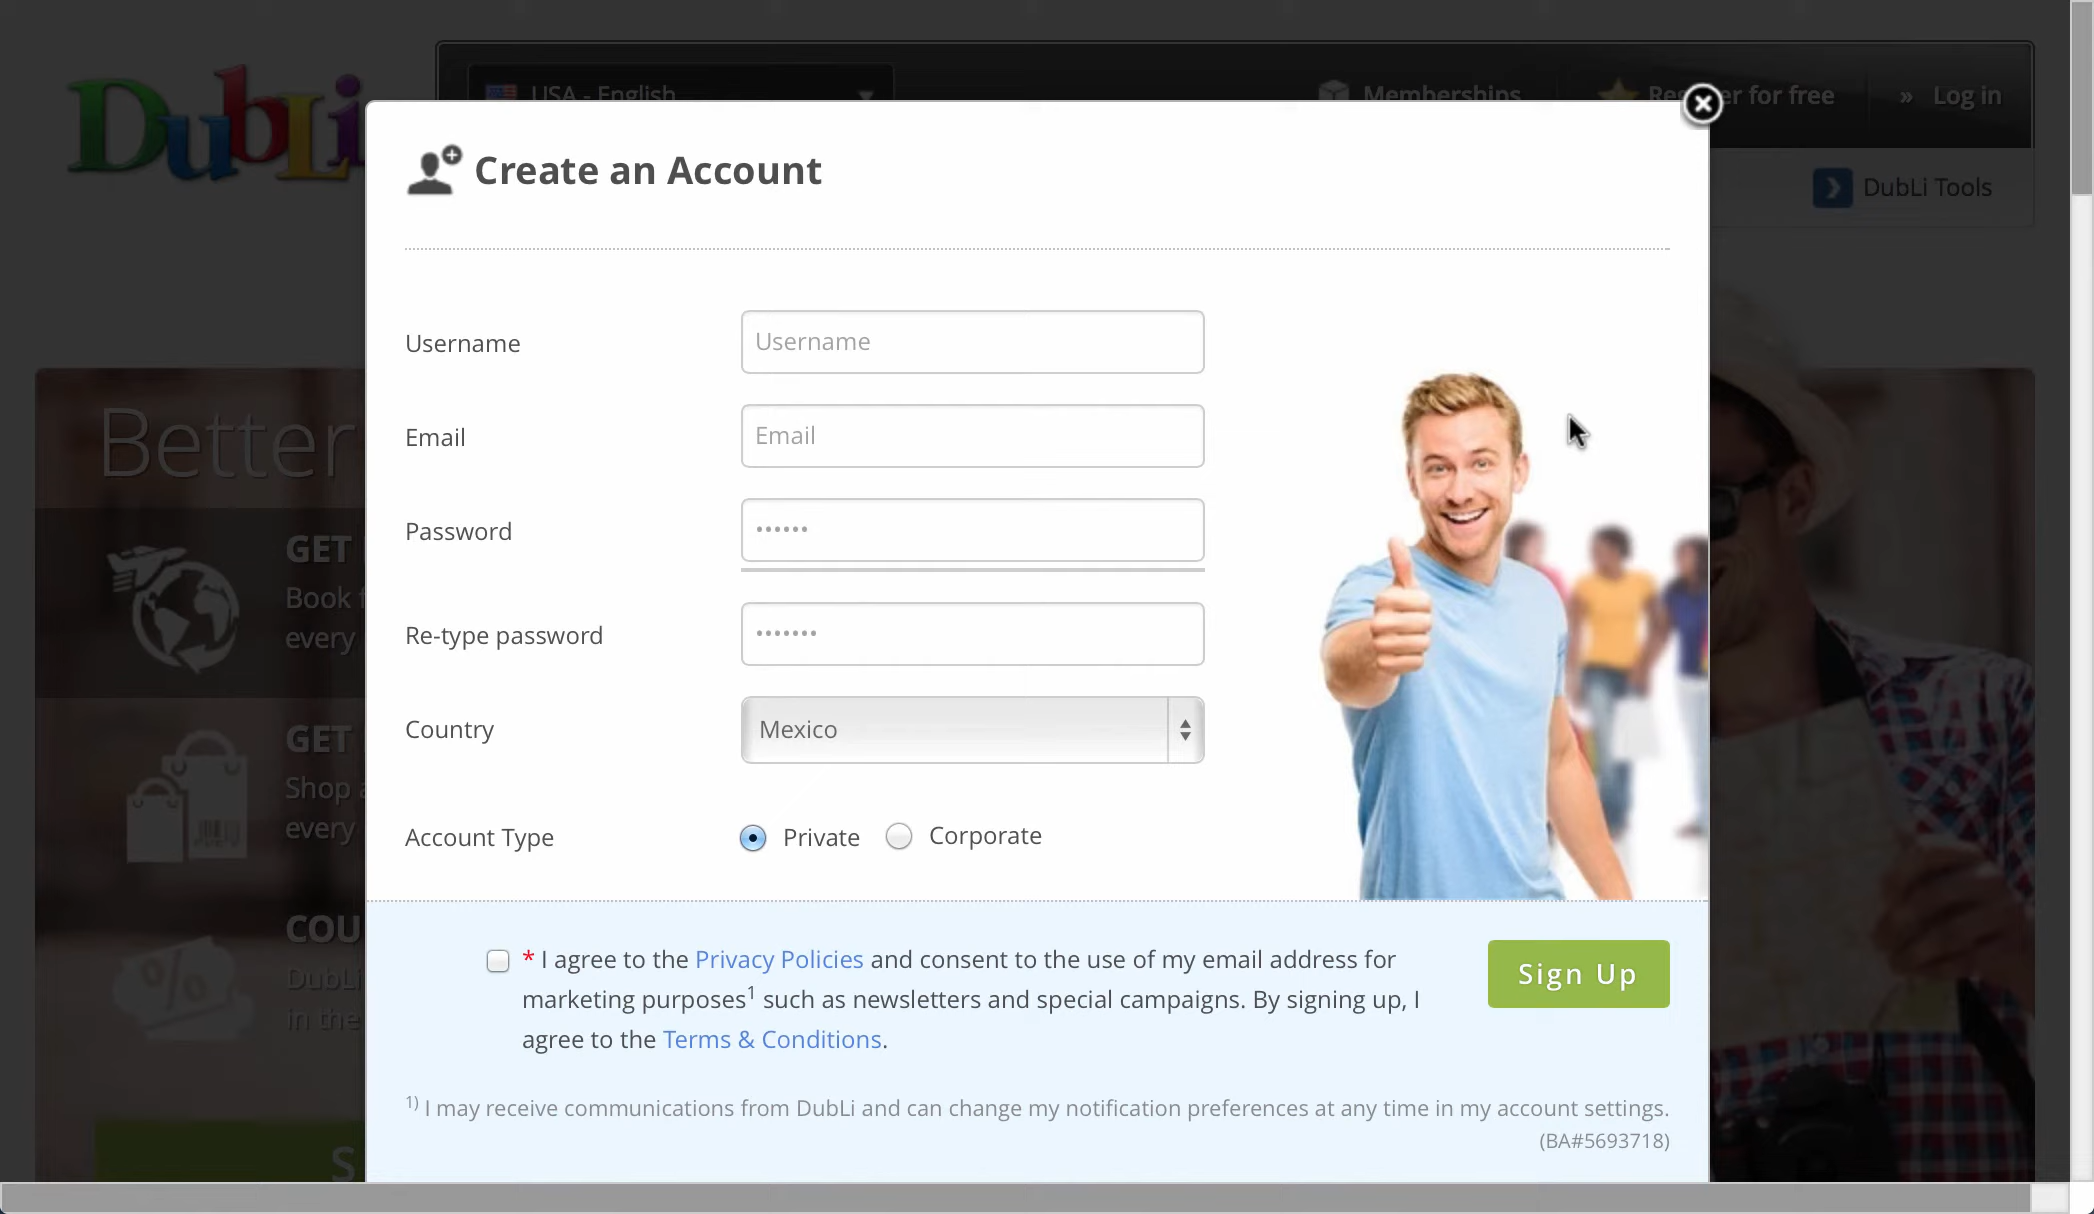 DubLi
USA - English
Memberships
for free
» Log in
DubLi Tools
Create an Account
Username
Username
Email
Email
Password
••••••
Re-type password
•••••••
Country
Mexico
Account Type
Private
Corporate
* I agree to the Privacy Policies and consent to the use of my email address for
marketing purposes¹ such as newsletters and special campaigns. By signing up, I
agree to the Terms & Conditions.
Sign Up
1) I may receive communications from DubLi and can change my notification preferences at any time in my account settings.
(BA#5693718)
Better
GET
Book
every
GET
Shop
every
in the